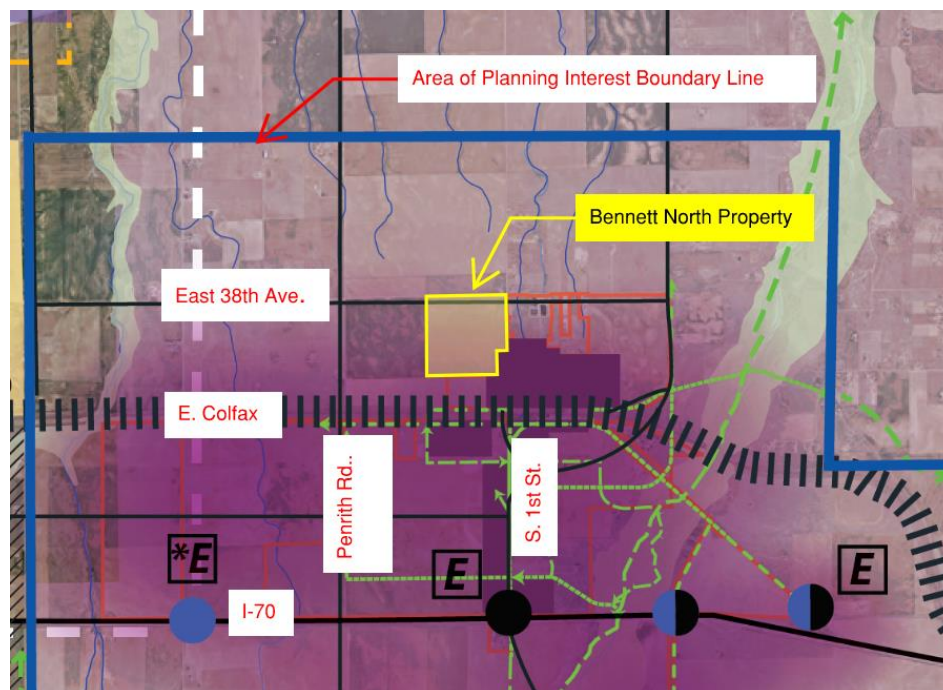 Area of Planning Interest Boundary Line
Bennett North Property
East 38th Ave.
E. Colfax
Penrith Rd..
S. 1st St.
*E
E
E
I-70